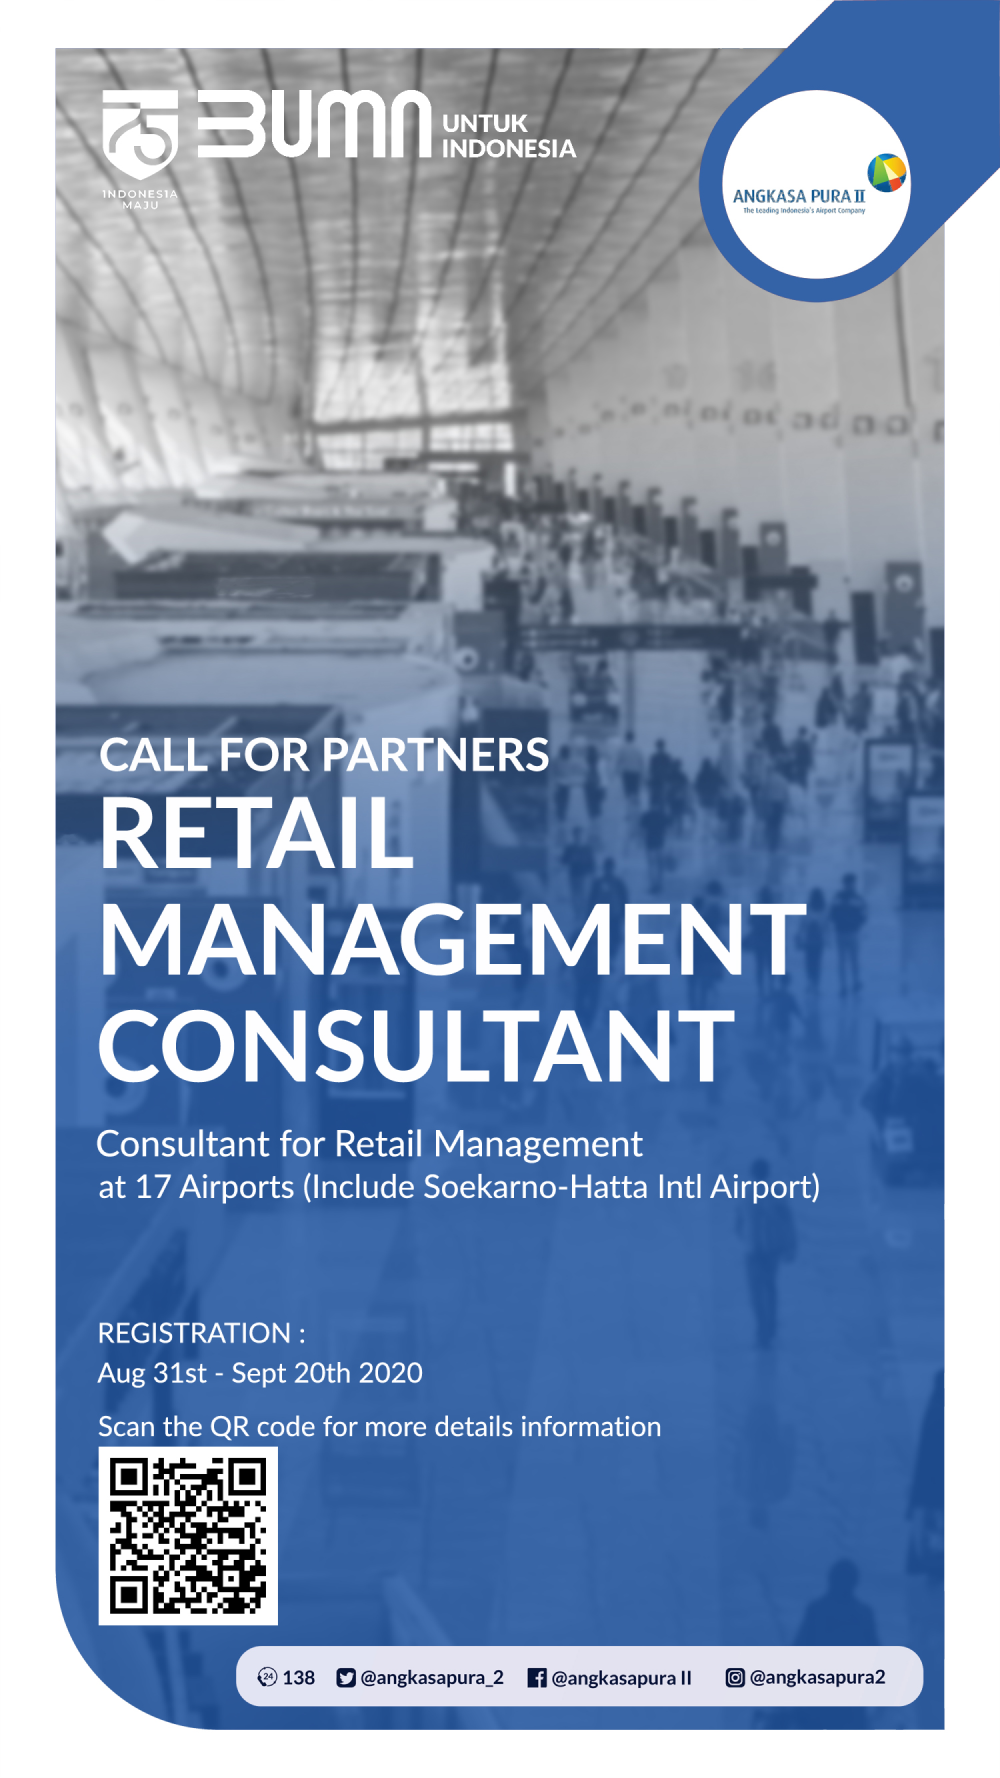 75
INDONESIA
MAJU
BUMN
UNTUK
INDONESIA
ANGKASA PURA II
The Leading Indonesia's Airport Company
CALL FOR PARTNERS
RETAIL
MANAGEMENT
CONSULTANT
Consultant for Retail Management
at 17 Airports (Include Soekarno-Hatta Intl Airport)
REGISTRATION :
Aug 31st - Sept 20th 2020
Scan the QR code for more details information
24 138 @angkasapura_2 @angkasapura II @angkasapura2